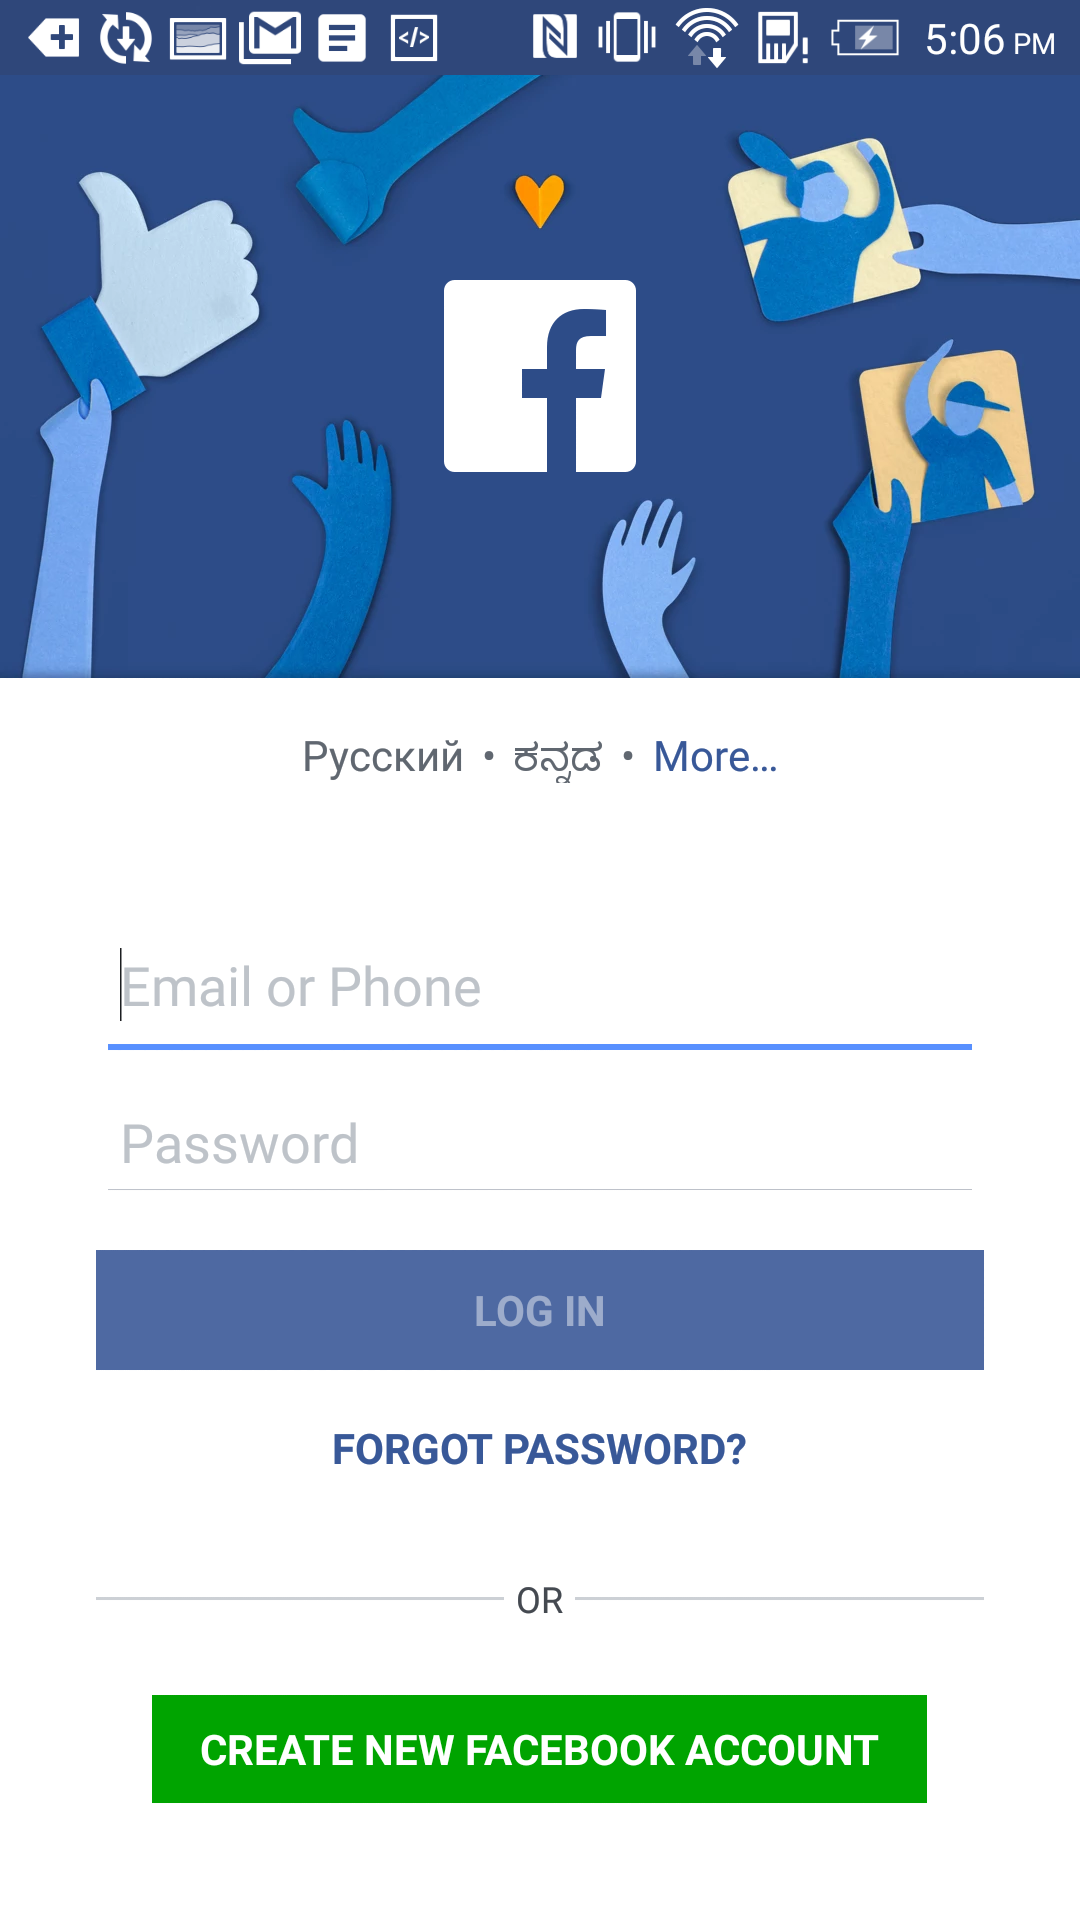 5:06 PM
Русский • ಕನ್ನಡ • More...
Email or Phone
Password
LOG IN
FORGOT PASSWORD?
OR
CREATE NEW FACEBOOK ACCOUNT